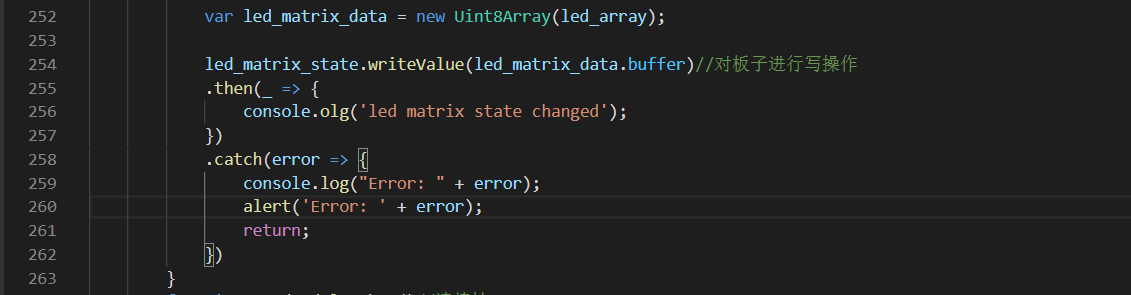 252 var led_matrix_data = new Uint8Array(led_array);
253
254 led_matrix_state.writeValue(led_matrix_data.buffer)//对板子进行写操作
255 .then(_ => {
256 console.olg('led matrix state changed');
257 })
258 .catch(error => {
259 console.log("Error: " + error);
260 alert('Error: ' + error);
261 return;
262 })
263 }